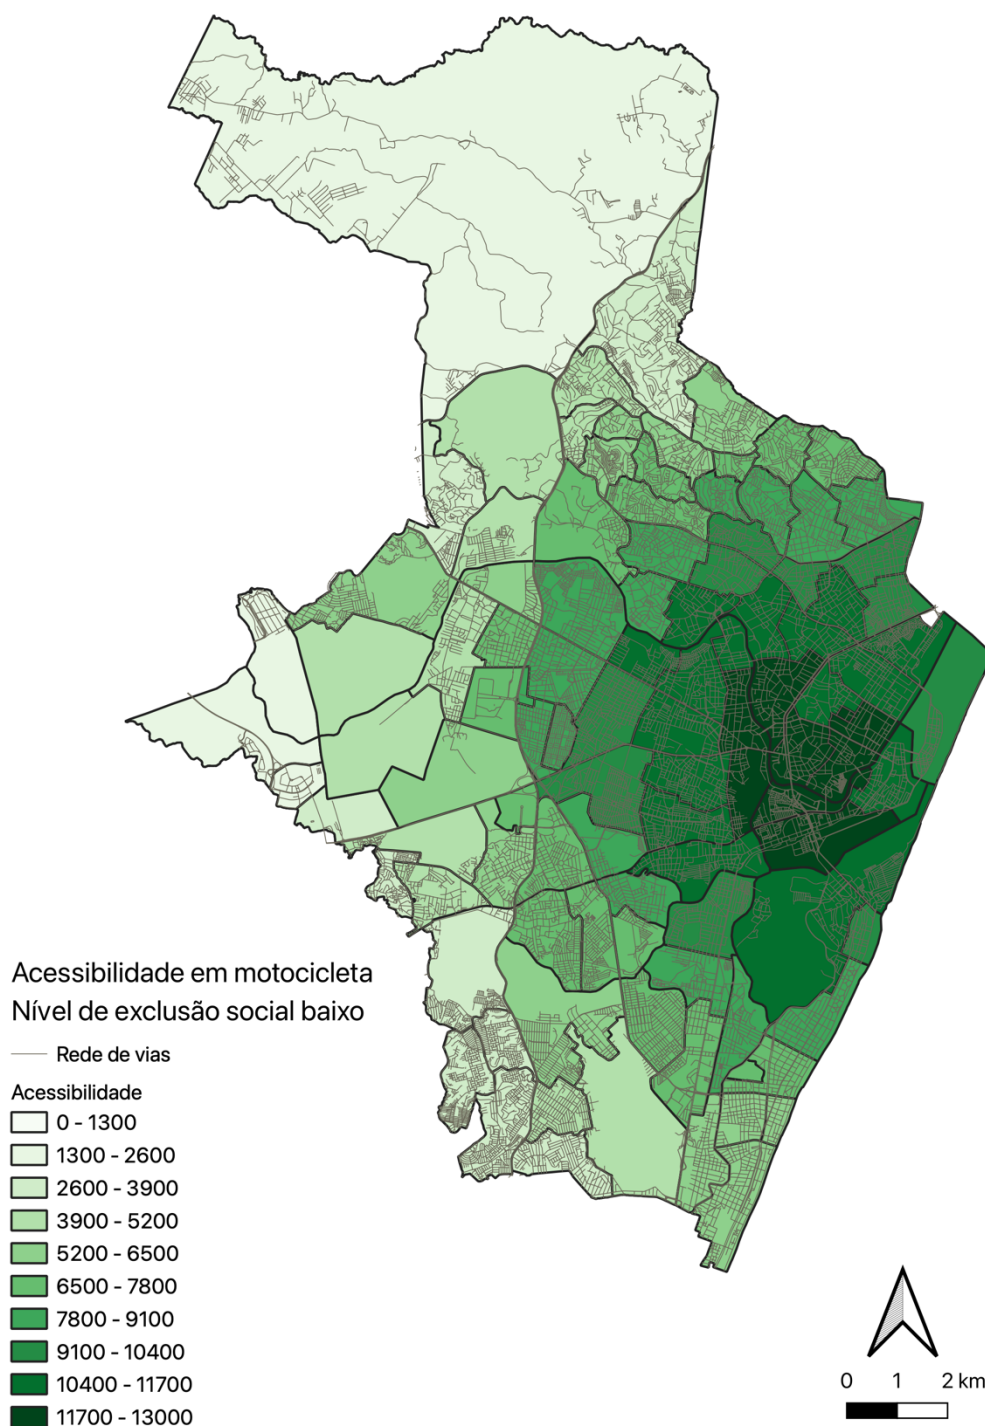 Acessibilidade em motocicleta
Nível de exclusão social baixo
Rede de vias
Acessibilidade
0 - 1300
1300 - 2600
2600 - 3900
3900 - 5200
5200 - 6500
6500 - 7800
7800 - 9100
9100 - 10400
10400 - 11700
11700 - 13000
0 1 2 km